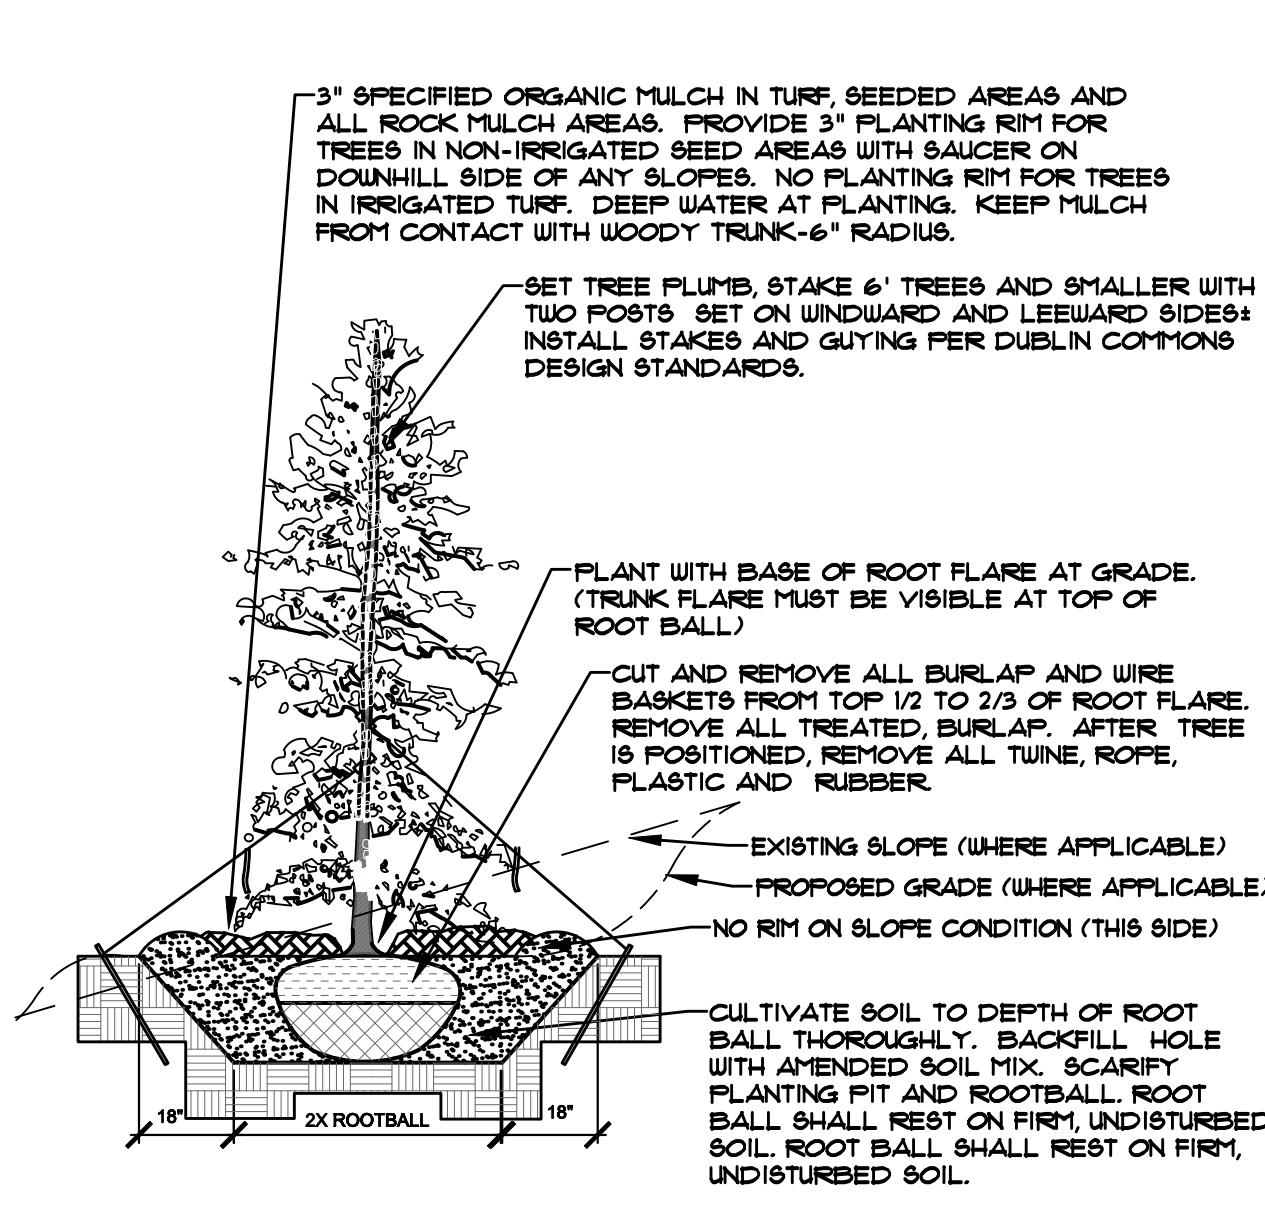 3" SPECIFIED ORGANIC MULCH IN TURF, SEEDED AREAS AND
ALL ROCK MULCH AREAS. PROVIDE 3" PLANTING RIM FOR
TREES IN NON-IRRIGATED SEED AREAS WITH SAUCER ON
DOWNHILL SIDE OF ANY SLOPES. NO PLANTING RIM FOR TREES
IN IRRIGATED TURF. DEEP WATER AT PLANTING. KEEP MULCH
FROM CONTACT WITH WOODY TRUNK-6" RADIUS.
SET TREE PLUMB, STAKE 6' TREES AND SMALLER WITH
TWO POSTS SET ON WINDWARD AND LEEWARD SIDES±
INSTALL STAKES AND GUYING PER DUBLIN COMMONS
DESIGN STANDARDS.
PLANT WITH BASE OF ROOT FLARE AT GRADE.
(TRUNK FLARE MUST BE VISIBLE AT TOP OF
ROOT BALL)
CUT AND REMOVE ALL BURLAP AND WIRE
BASKETS FROM TOP 1/2 TO 2/3 OF ROOT FLARE.
REMOVE ALL TREATED, BURLAP. AFTER TREE
IS POSITIONED, REMOVE ALL TWINE, ROPE,
PLASTIC AND RUBBER.
EXISTING SLOPE (WHERE APPLICABLE)
PROPOSED GRADE (WHERE APPLICABLE)
NO RIM ON SLOPE CONDITION (THIS SIDE)
CULTIVATE SOIL TO DEPTH OF ROOT
BALL THOROUGHLY. BACKFILL HOLE
WITH AMENDED SOIL MIX. SCARIFY
PLANTING PIT AND ROOTBALL. ROOT
BALL SHALL REST ON FIRM, UNDISTURBED
SOIL. ROOT BALL SHALL REST ON FIRM,
UNDISTURBED SOIL.
18" 2X ROOTBALL 18"